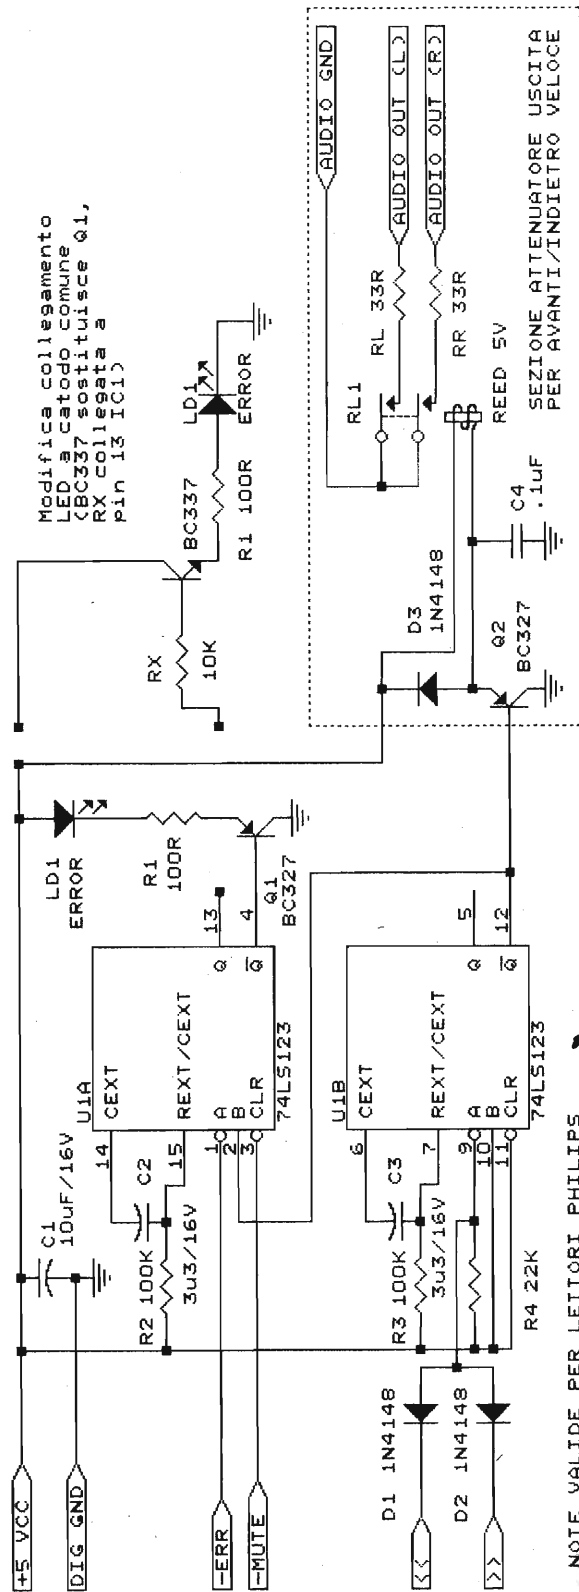 +5 VCC
DIG GND
-ERR
-MUTE
<<
>>
C1
10uF/16V
R2 100K
C2
3u3/16V
14
15
1
2
3
U1A
CEXT
REXT/CEXT
A
B
CLR
Q
Q
74LS123
13
4
LD1
ERROR
R1
100R
Q1
BC327
R3 100K
C3
3u3/16V
6
7
9
10
11
U1B
CEXT
REXT/CEXT
A
B
CLR
Q
Q
74LS123
5
12
R4 22K
D1 1N4148
D2 1N4148
RX
10K
BC337
R1 100R
LD1
ERROR
Modifica collegamento
LED a catodo comune
(BC337 sostituisce Q1,
RX collegata a
pin 13 IC1)
D3
1N4148
Q2
BC327
C4
.1uF
RL1
RL 33R
RR 33R
REED 5V
AUDIO GND
AUDIO OUT (L)
AUDIO OUT (R)
SEZIONE ATTENUATORE USCITA
PER AVANTI/INDIETRO VELOCE
NOTE VALIDE PER LETTORI PHILIPS